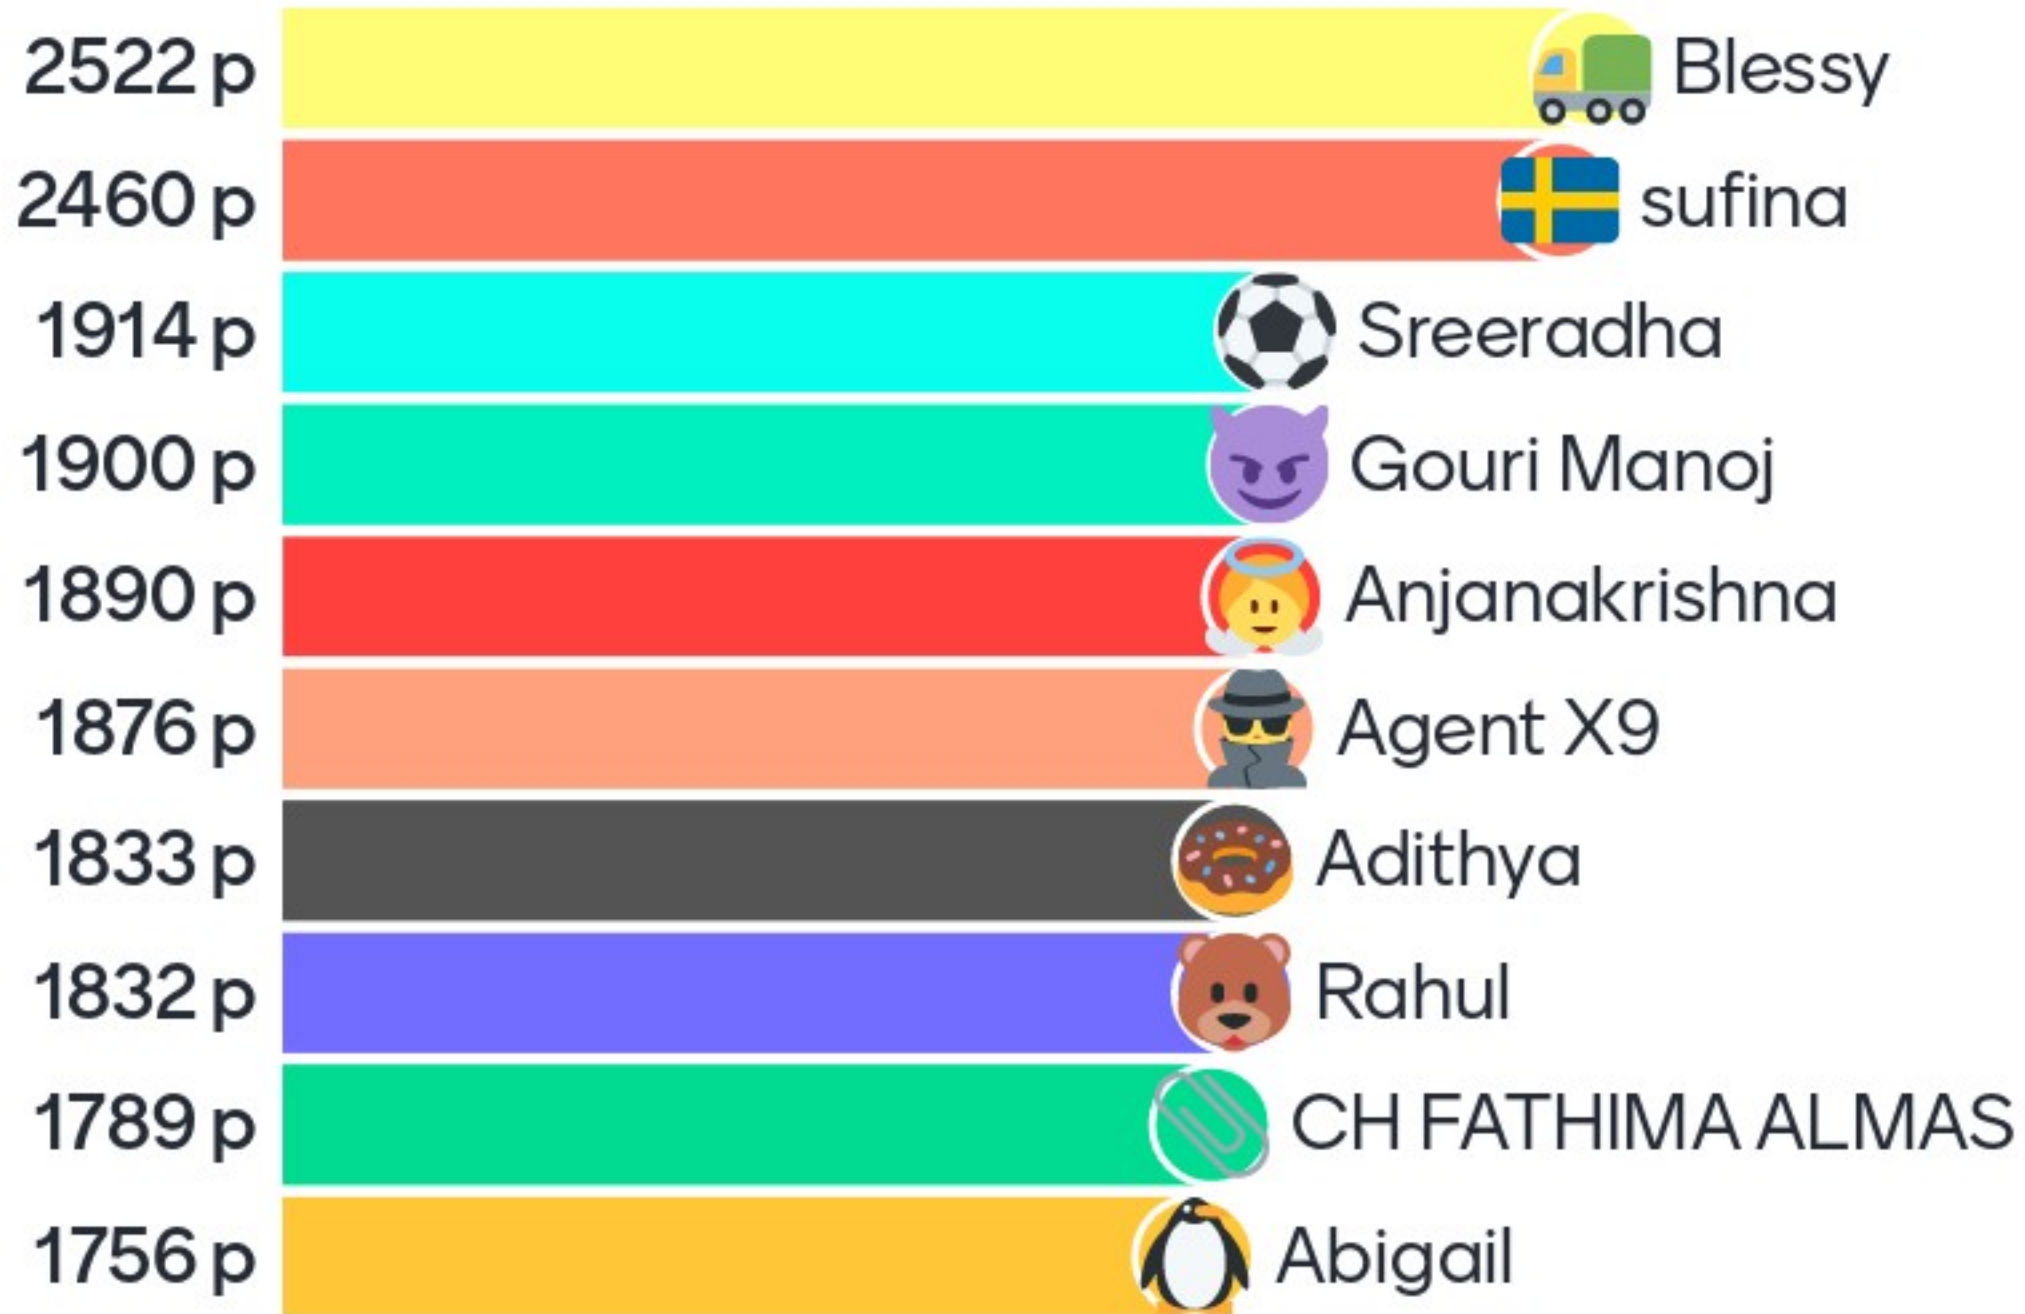 2522 p Blessy
2460 p sufina
1914 p Sreeradha
1900 p Gouri Manoj
1890 p Anjanakrishna
1876 p Agent X9
1833 p Adithya
1832 p Rahul
1789 p CH FATHIMA ALMAS
1756 p Abigail